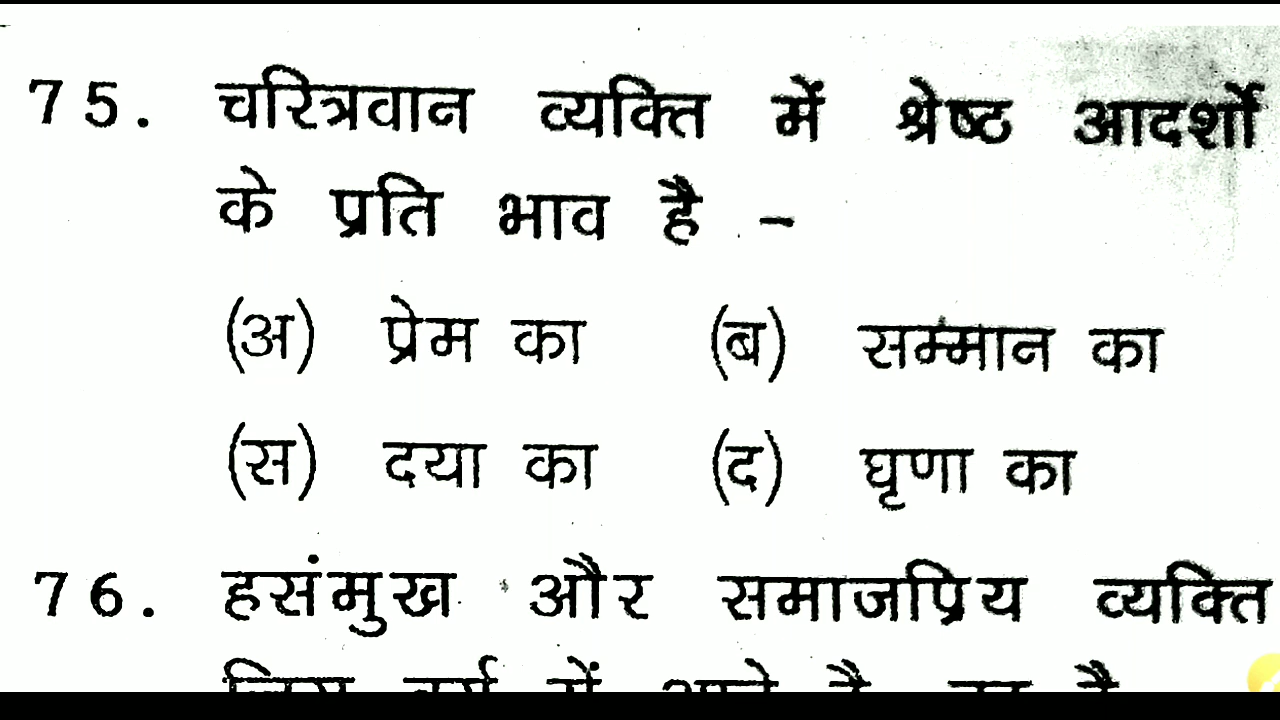 75. चरित्रवान व्यक्ति में श्रेष्ठ आदर्शो
के प्रति भाव है -
(अ) प्रेम का (ब) सम्मान का
(स) दया का (द) घृणा का
76. हसंमुख और समाजप्रिय व्यक्ति